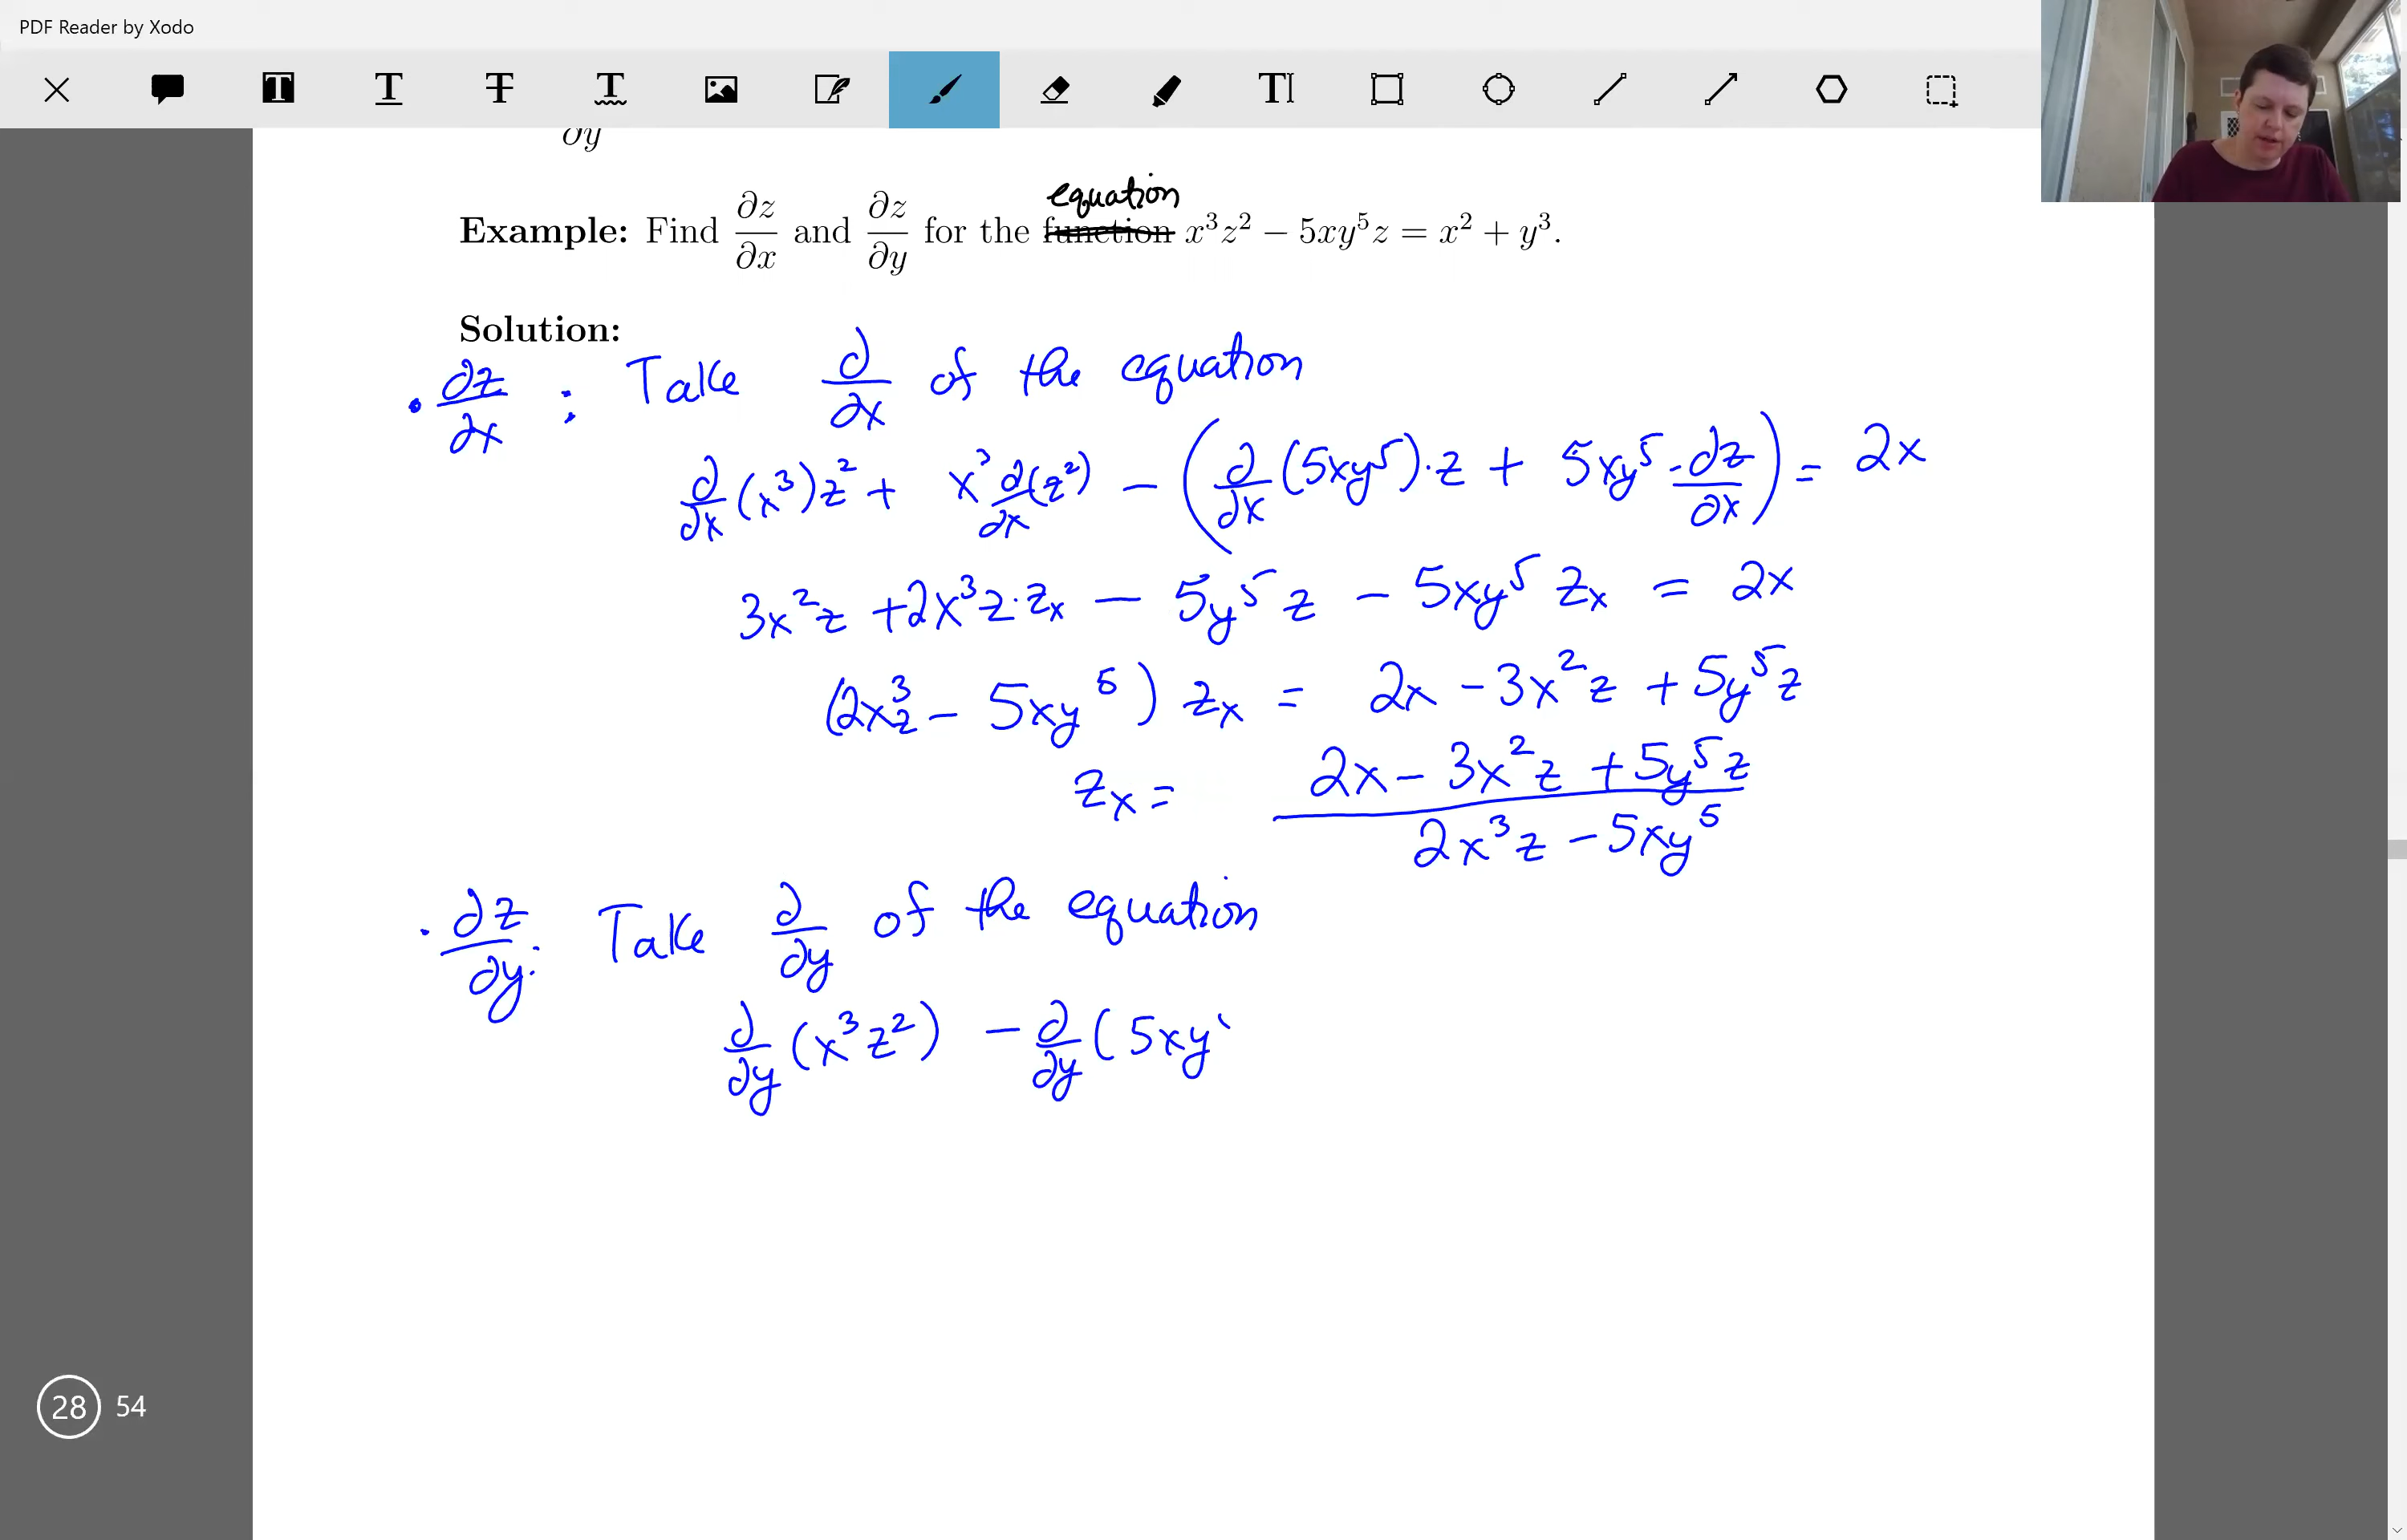 PDF Reader by Xodo
∂y
equation
Example: Find ∂z/∂x and ∂z/∂y for the function x³z² − 5xy⁵z = x² + y³.
Solution:
· ∂z/∂x : Take ∂/∂x of the equation
∂/∂x (x³)z² + x³ ∂/∂x(z²) − (∂/∂x (5xy⁵)·z + 5xy⁵ · ∂z/∂x) = 2x
3x²z + 2x³z·zₓ − 5y⁵z − 5xy⁵ zₓ = 2x
(2x³z − 5xy⁵) zₓ = 2x − 3x²z + 5y⁵z
zₓ = (2x − 3x²z + 5y⁵z)/(2x³z − 5xy⁵)
· ∂z/∂y : Take ∂/∂y of the equation
∂/∂y (x³z²) − ∂/∂y (5xy
28 54